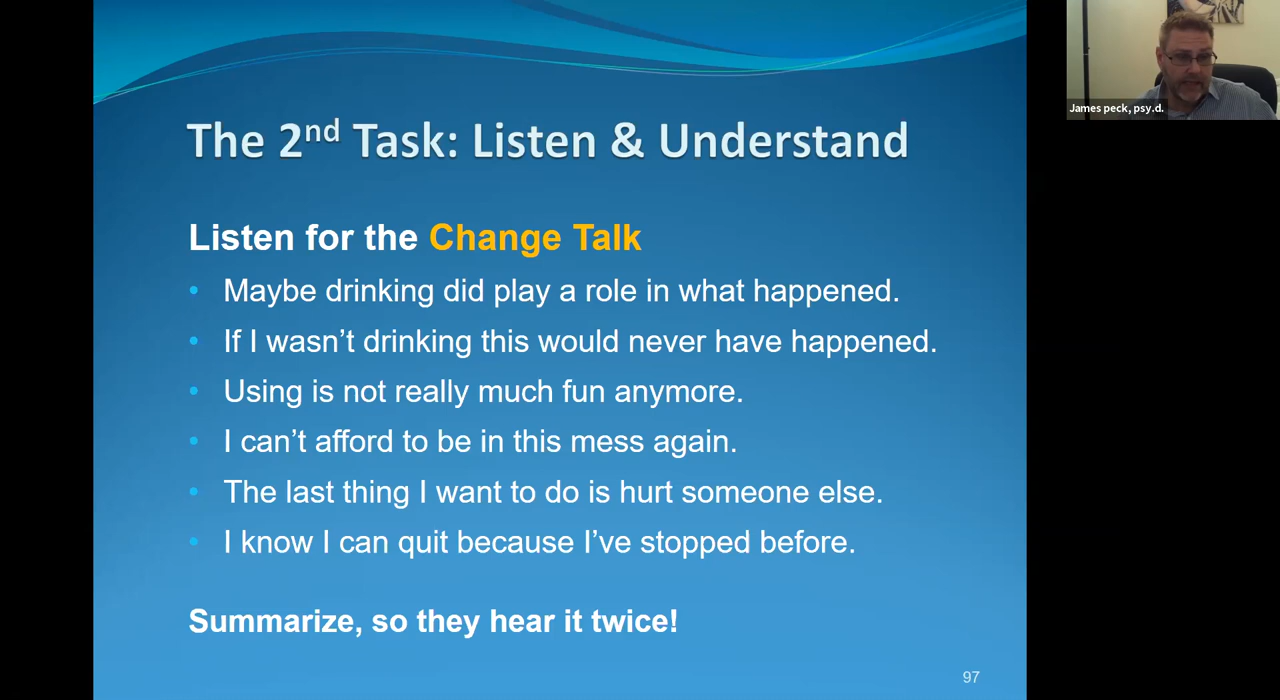 The 2nd Task: Listen & Understand
Listen for the Change Talk
• Maybe drinking did play a role in what happened.
• If I wasn’t drinking this would never have happened.
• Using is not really much fun anymore.
• I can’t afford to be in this mess again.
• The last thing I want to do is hurt someone else.
• I know I can quit because I’ve stopped before.
Summarize, so they hear it twice!
97
James peck, psy.d.